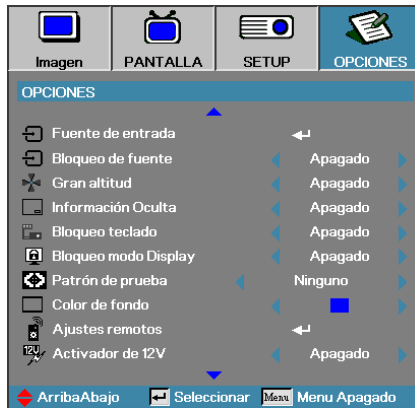 Imagen PANTALLA SETUP OPCIONES
OPCIONES
Fuente de entrada
Bloqueo de fuente Apagado
Gran altitud Apagado
Información Oculta Apagado
Bloqueo teclado Apagado
Bloqueo modo Display Apagado
Patrón de prueba Ninguno
Color de fondo
Ajustes remotos
12V Activador de 12V Apagado
ArribaAbajo Seleccionar Menu Menu Apagado